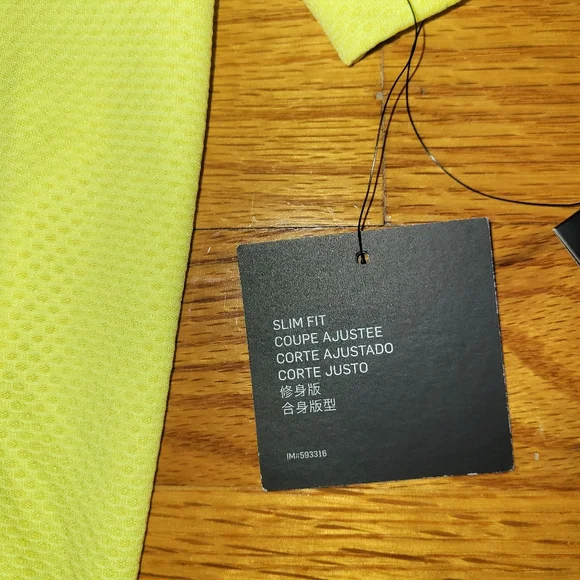 SLIM FIT
COUPE AJUSTEE
CORTE AJUSTADO
CORTE JUSTO
修身版
合身版型
IM#593316